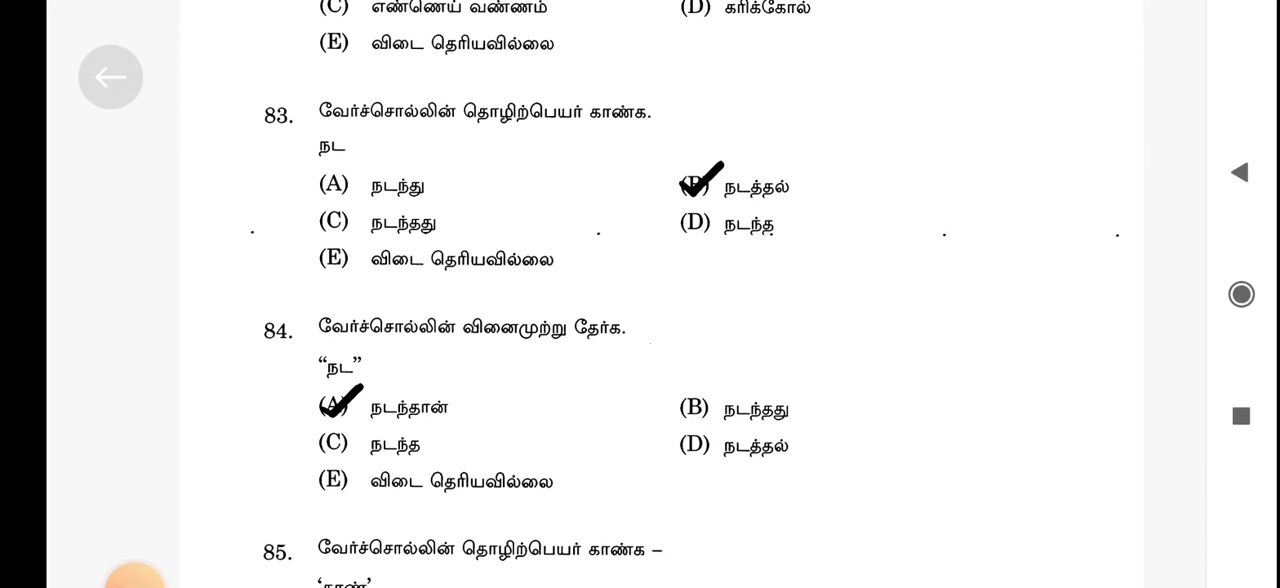 (C) எண்ணெய் வண்ணம் (D) கரிக்கோல்
(E) விடை தெரியவில்லை
83. வேர்ச்சொல்லின் தொழிற்பெயர் காண்க.
நட
(A) நடந்து (B) நடத்தல்
(C) நடந்தது (D) நடந்த
(E) விடை தெரியவில்லை
84. வேர்ச்சொல்லின் வினைமுற்று தேர்க.
“நட”
(A) நடந்தான் (B) நடந்தது
(C) நடந்த (D) நடத்தல்
(E) விடை தெரியவில்லை
85. வேர்ச்சொல்லின் தொழிற்பெயர் காண்க –